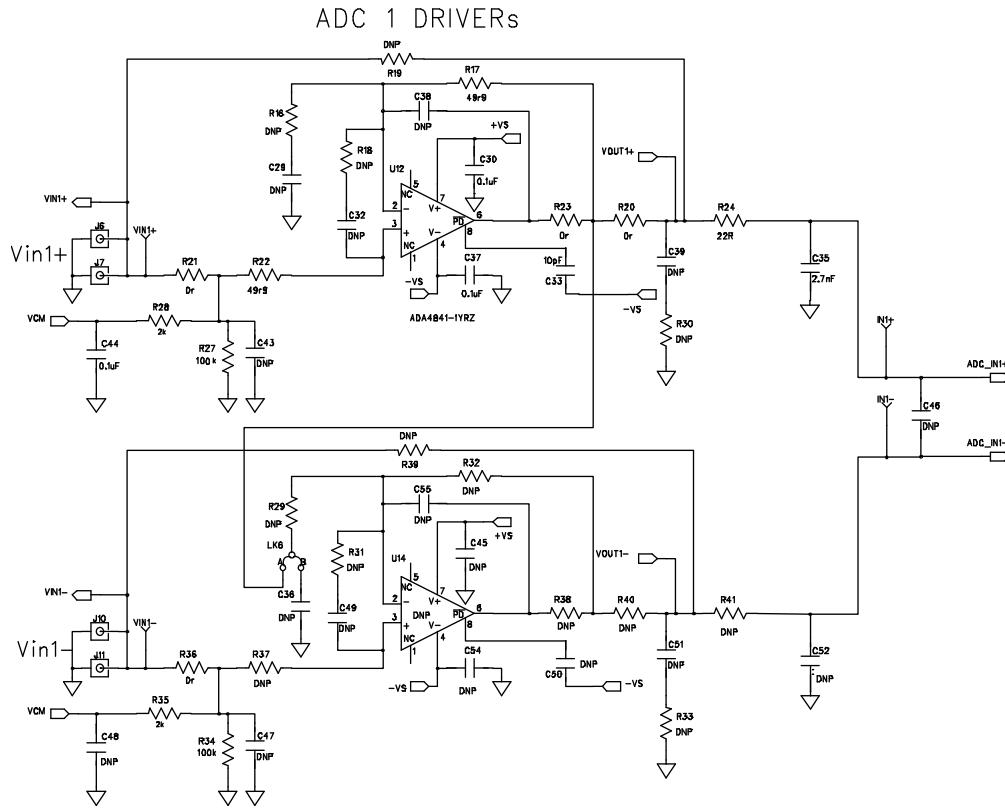 ADC 1 DRIVERs
DNP
R19
R17
49r9
C38
DNP
R16
DNP
+VS
R18
DNP
C30
0.1uF
VOUT1+
C29
DNP
U12
NC
5
7
V+
VIN1+
C32
DNP
2
-
3
+
6
PD
8
V-
4
NC
1
R23
0r
R20
0r
R24
22R
J6
VIN1+
Vin1+
J7
R21
0r
R22
49r9
C39
DNP
C35
2.7nF
-VS
C37
0.1uF
10pF
C33
-VS
ADA4841-1YRZ
VCM
R28
2k
R30
DNP
C44
0.1uF
R27
100k
C43
DNP
IN1+
ADC_IN1+
IN1-
C46
DNP
ADC_IN1-
DNP
R39
R32
DNP
C55
DNP
R29
DNP
+VS
LK6
A
B
R31
DNP
U14
C45
DNP
VOUT1-
NC
5
7
V+
VIN1-
C36
DNP
C49
DNP
2
-
3
+
DNP
6
PD
8
V-
4
NC
1
R38
DNP
R40
DNP
R41
DNP
J10
VIN1-
Vin1-
J11
R36
0r
R37
DNP
C54
DNP
DNP
C50
C51
DNP
C52
DNP
-VS
-VS
VCM
R35
2k
R33
DNP
C48
DNP
R34
100k
C47
DNP